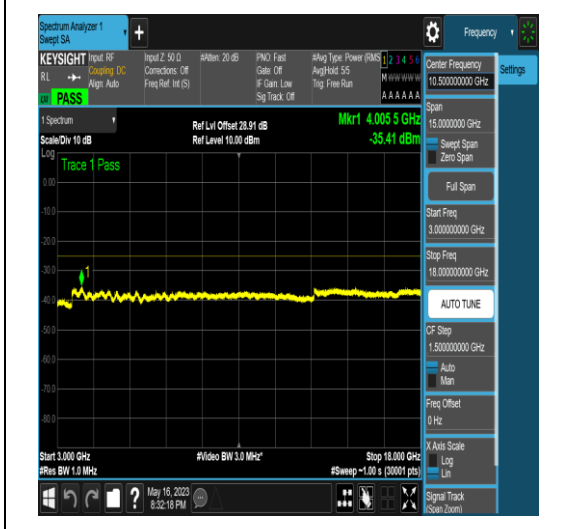 Spectrum Analyzer 1
Swept SA
Frequency
KEYSIGHT
RL
PASS
Input: RF
Coupling: DC
Align: Auto
Input Z: 50 Ω
Corrections: Off
Freq Ref: Int (S)
#Atten: 20 dB
PNO: Fast
Gate: Off
IF Gain: Low
Sig Track: Off
#Avg Type: Power (RMS
Avg|Hold: 5/5
Trig: Free Run
1 2 3 4 5 6
M W W W W W
A A A A A A
1 Spectrum
Scale/Div 10 dB
Ref Lvl Offset 28.91 dB
Ref Level 10.00 dBm
Mkr1 4.005 5 GHz
-35.41 dBm
Log
Trace 1 Pass
0.00
-10.0
-20.0
-30.0
1
-40.0
-50.0
-60.0
-70.0
-80.0
Start 3.000 GHz
#Res BW 1.0 MHz
#Video BW 3.0 MHz*
Stop 18.000 GHz
#Sweep ~1.00 s (30001 pts)
May 16, 2023
8:32:18 PM
Center Frequency
10.500000000 GHz
Settings
Span
15.0000000 GHz
Swept Span
Zero Span
Full Span
Start Freq
3.000000000 GHz
Stop Freq
18.000000000 GHz
AUTO TUNE
CF Step
1.500000000 GHz
Auto
Man
Freq Offset
0 Hz
X Axis Scale
Log
Lin
Signal Track
(Span Zoom)